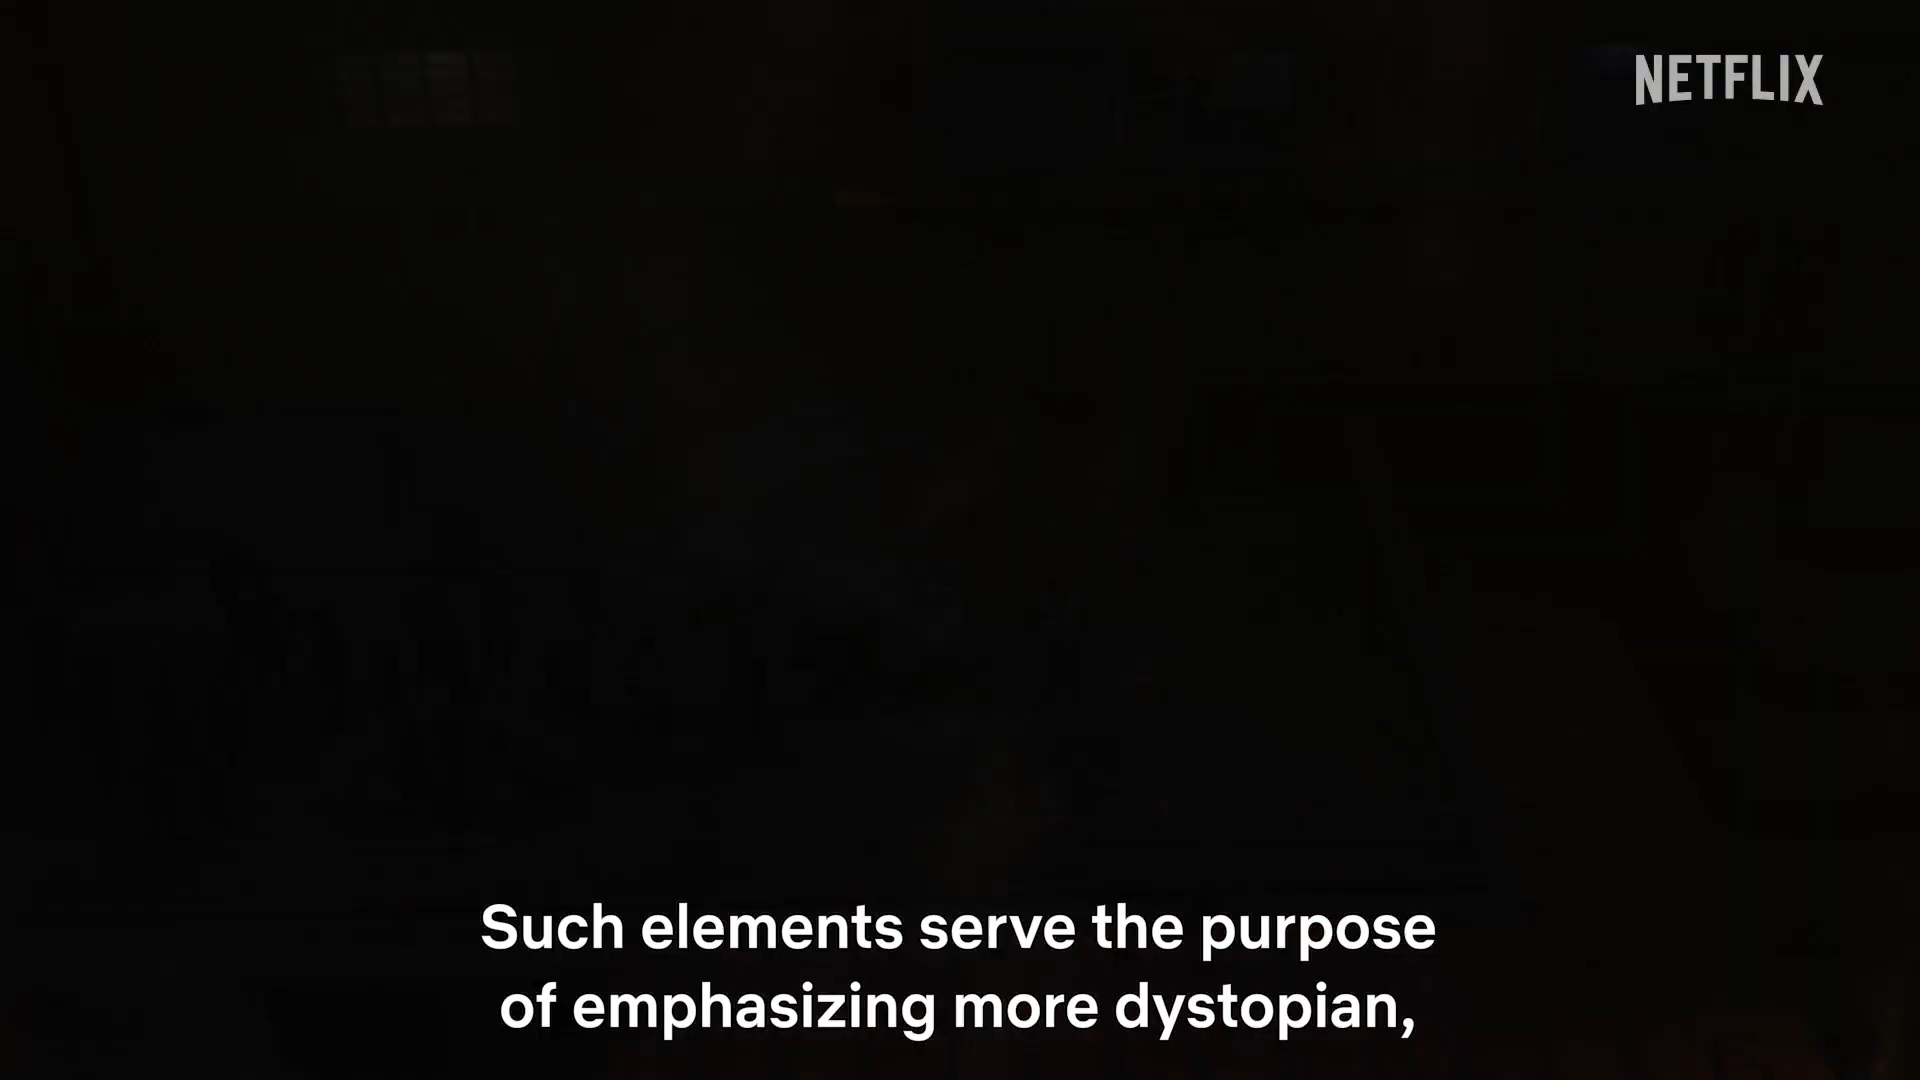 NETFLIX
Such elements serve the purpose
of emphasizing more dystopian,